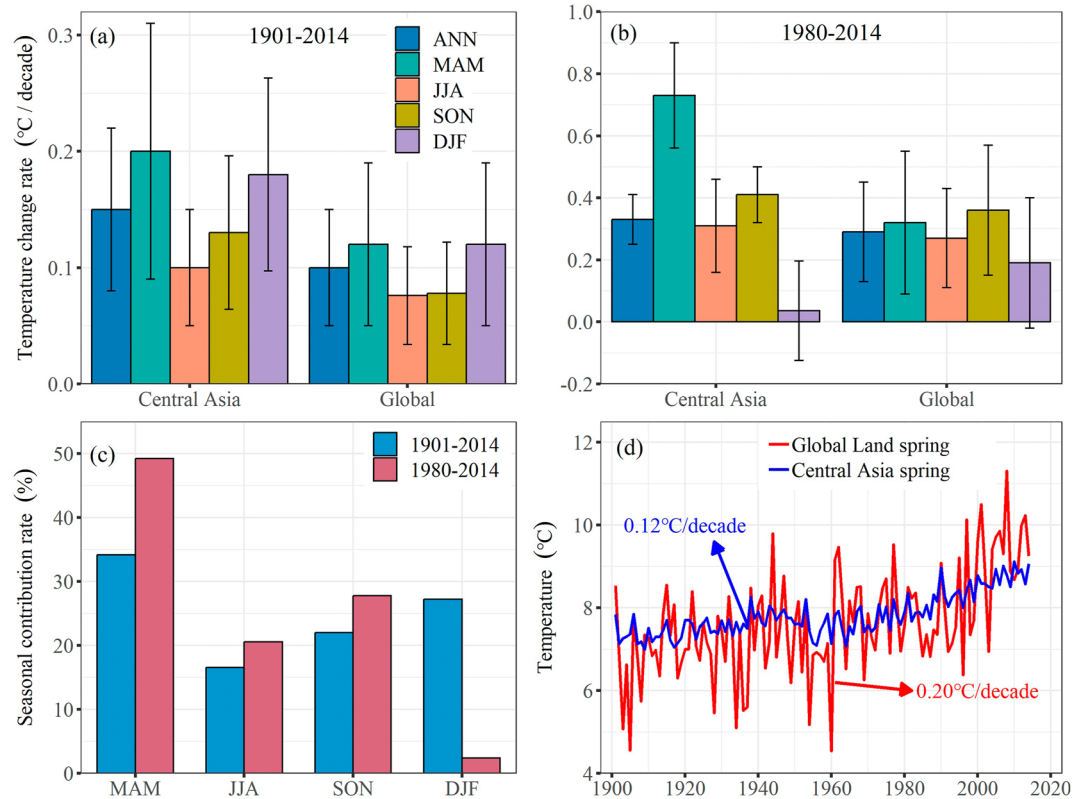 (a)
1901-2014
ANN
MAM
JJA
SON
DJF
Temperature change rate (℃ / decade)
0.3
0.2
0.1
0.0
Central Asia
Global
(b)
1980-2014
1.0
0.8
0.6
0.4
0.2
0.0
-0.2
Central Asia
Global
(c)
1901-2014
1980-2014
Seasonal contribution rate (%)
50
40
30
20
10
0
MAM
JJA
SON
DJF
(d)
Global Land spring
Central Asia spring
0.12℃/decade
0.20℃/decade
Temperature (℃)
12
10
8
6
4
1900
1920
1940
1960
1980
2000
2020